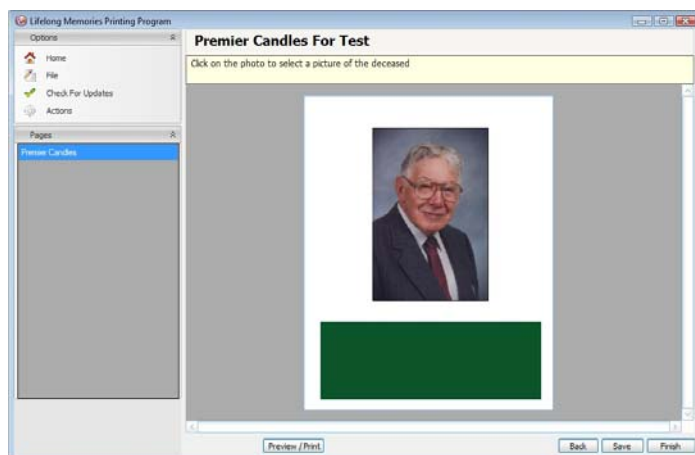 Lifelong Memories Printing Program
Options
Home
File
Check For Updates
Actions
Pages
Premier Candles
Premier Candles For Test
Click on the photo to select a picture of the deceased
Preview / Print
Back
Save
Finish